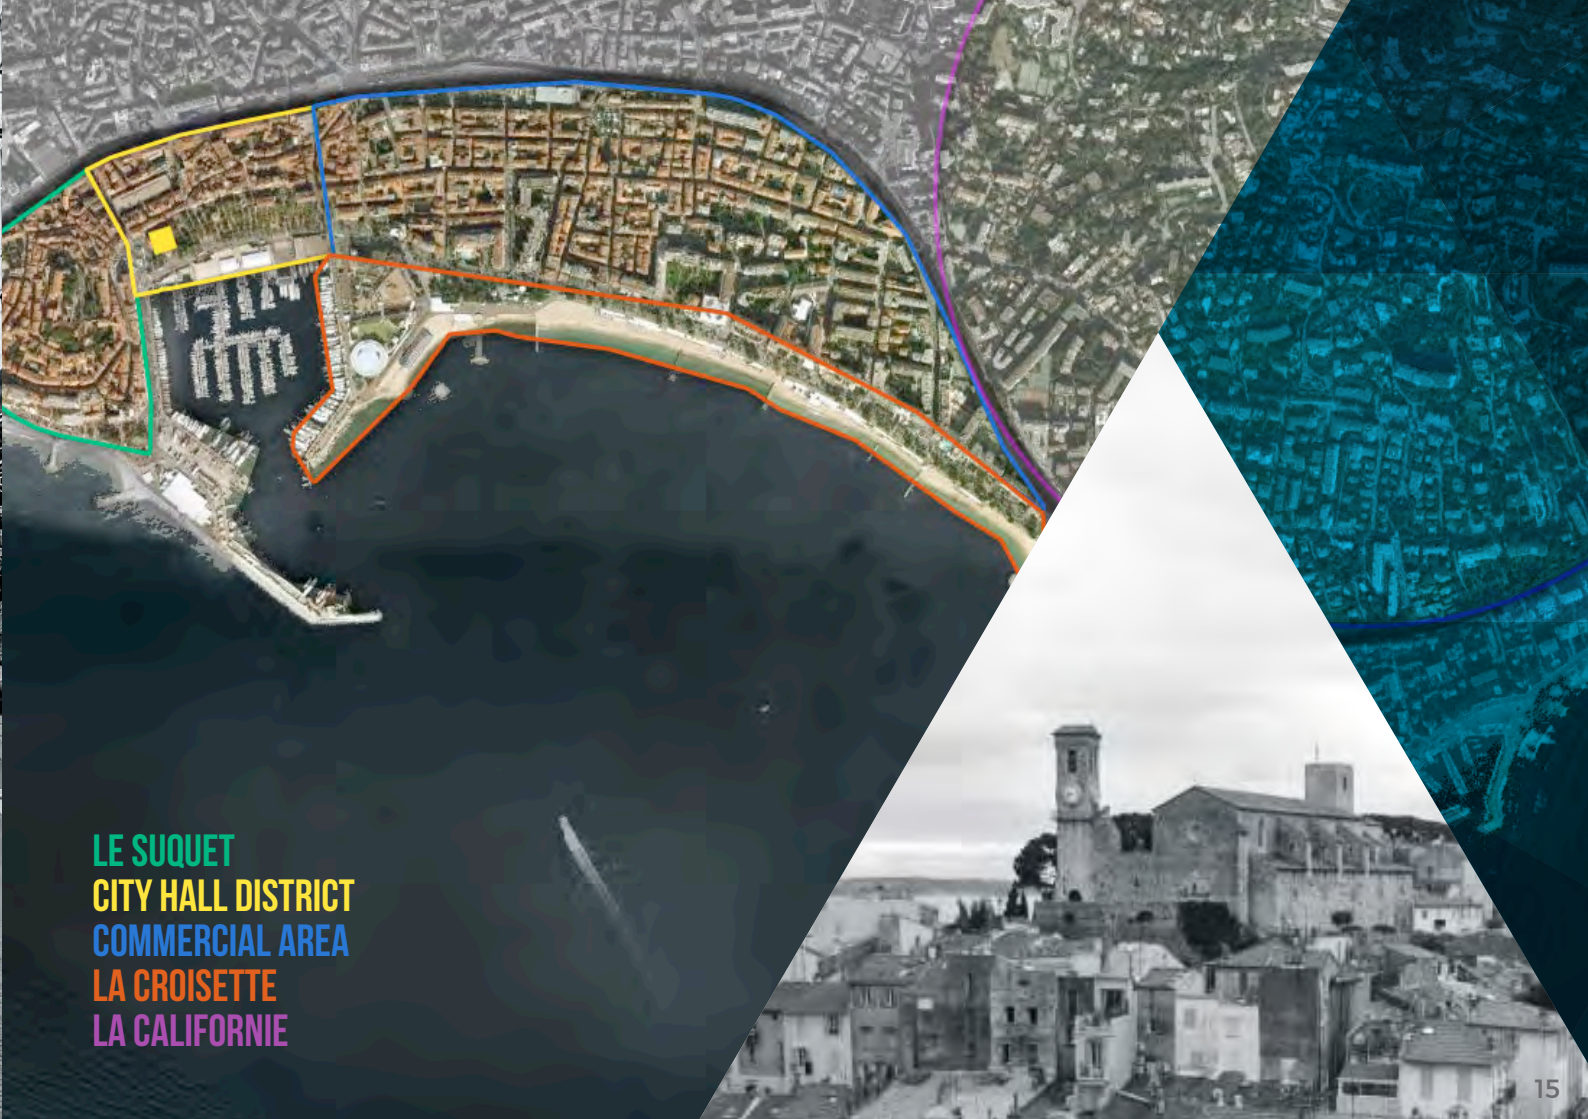 LE SUQUET
CITY HALL DISTRICT
COMMERCIAL AREA
LA CROISETTE
LA CALIFORNIE
15